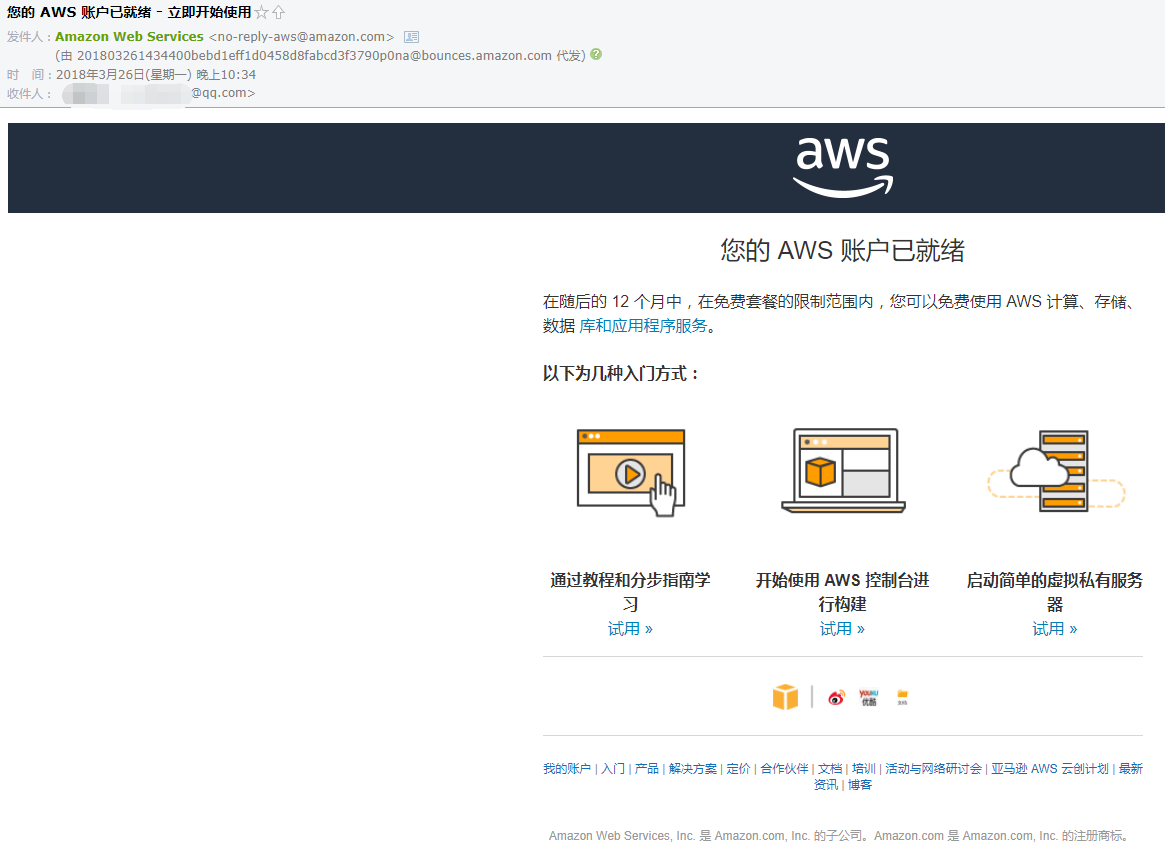 您的 AWS 账户已就绪 - 立即开始使用
发件人：Amazon Web Services <no-reply-aws@amazon.com>
(由 201803261434400bebd1eff1d0458d8fabcd3f3790p0na@bounces.amazon.com 代发)
时 间：2018年3月26日(星期一) 晚上10:34
收件人： @qq.com>
aws
您的 AWS 账户已就绪
在随后的 12 个月中，在免费套餐的限制范围内，您可以免费使用 AWS 计算、存储、
数据 库和应用程序服务。
以下为几种入门方式：
通过教程和分步指南学
习
试用 »
开始使用 AWS 控制台进
行构建
试用 »
启动简单的虚拟私有服务
器
试用 »
YOUKU
优酷
我的账户 | 入门 | 产品 | 解决方案 | 定价 | 合作伙伴 | 文档 | 培训 | 活动与网络研讨会 | 亚马逊 AWS 云创计划 | 最新
资讯 | 博客
Amazon Web Services, Inc. 是 Amazon.com, Inc. 的子公司。Amazon.com 是 Amazon.com, Inc. 的注册商标。